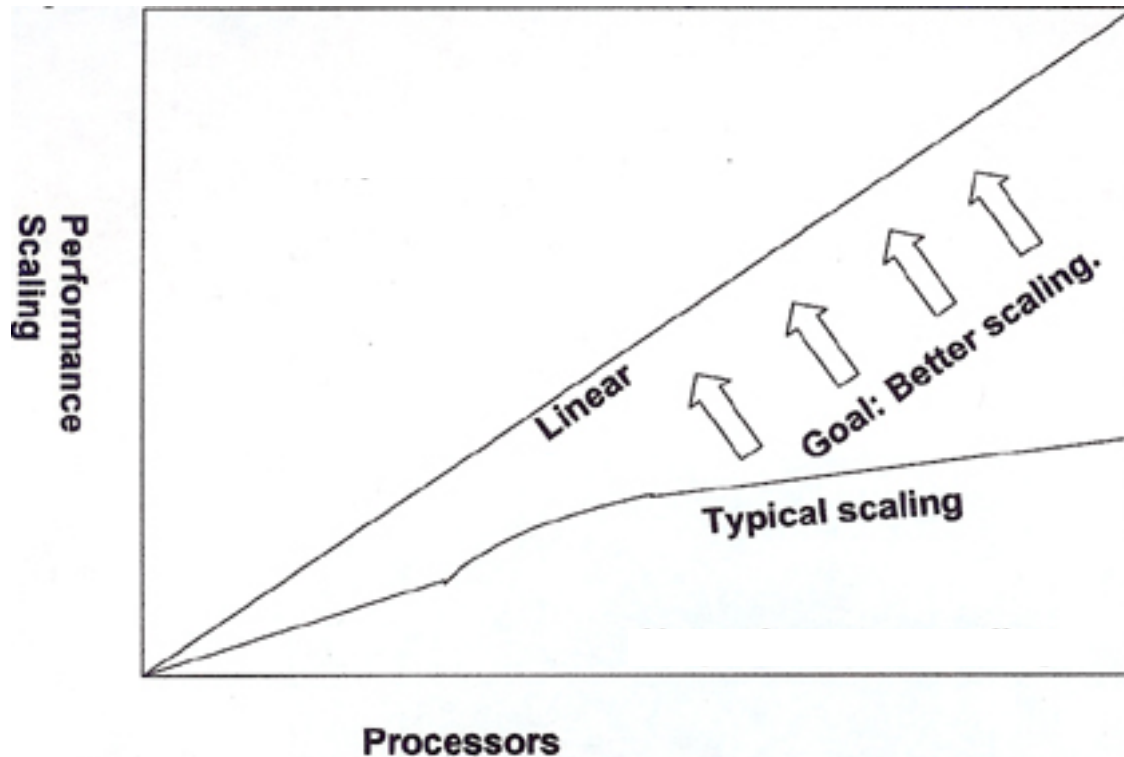 Performance
Scaling
Linear
Goal: Better scaling.
Typical scaling
Processors